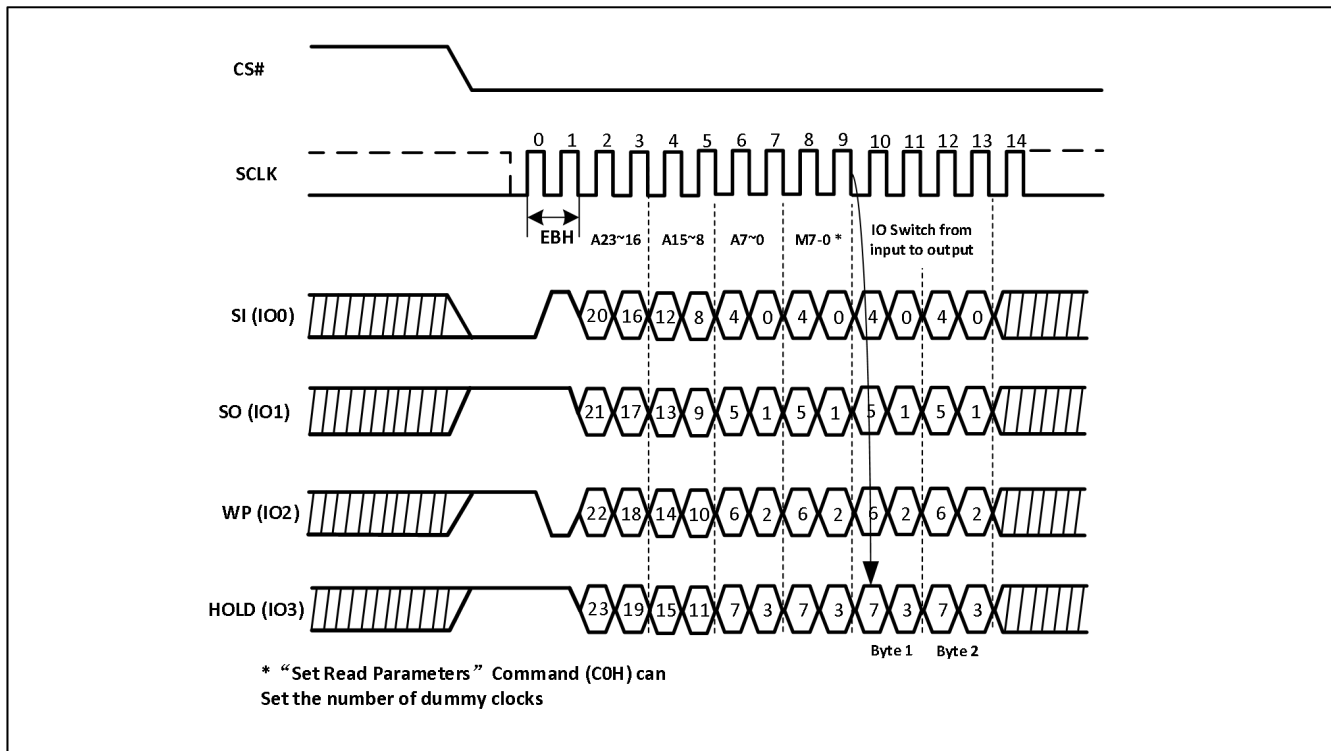 CS#
0 1 2 3 4 5 6 7 8 9 10 11 12 13 14
SCLK
EBH A23~16 A15~8 A7~0 M7-0 * IO Switch from
input to output
SI (IO0) 20 16 12 8 4 0 4 0 4 0 4 0
SO (IO1) 21 17 13 9 5 1 5 1 5 1 5 1
WP (IO2) 22 18 14 10 6 2 6 2 6 2 6 2
HOLD (IO3) 23 19 15 11 7 3 7 3 7 3 7 3
Byte 1 Byte 2
* “Set Read Parameters” Command (C0H) can
Set the number of dummy clocks